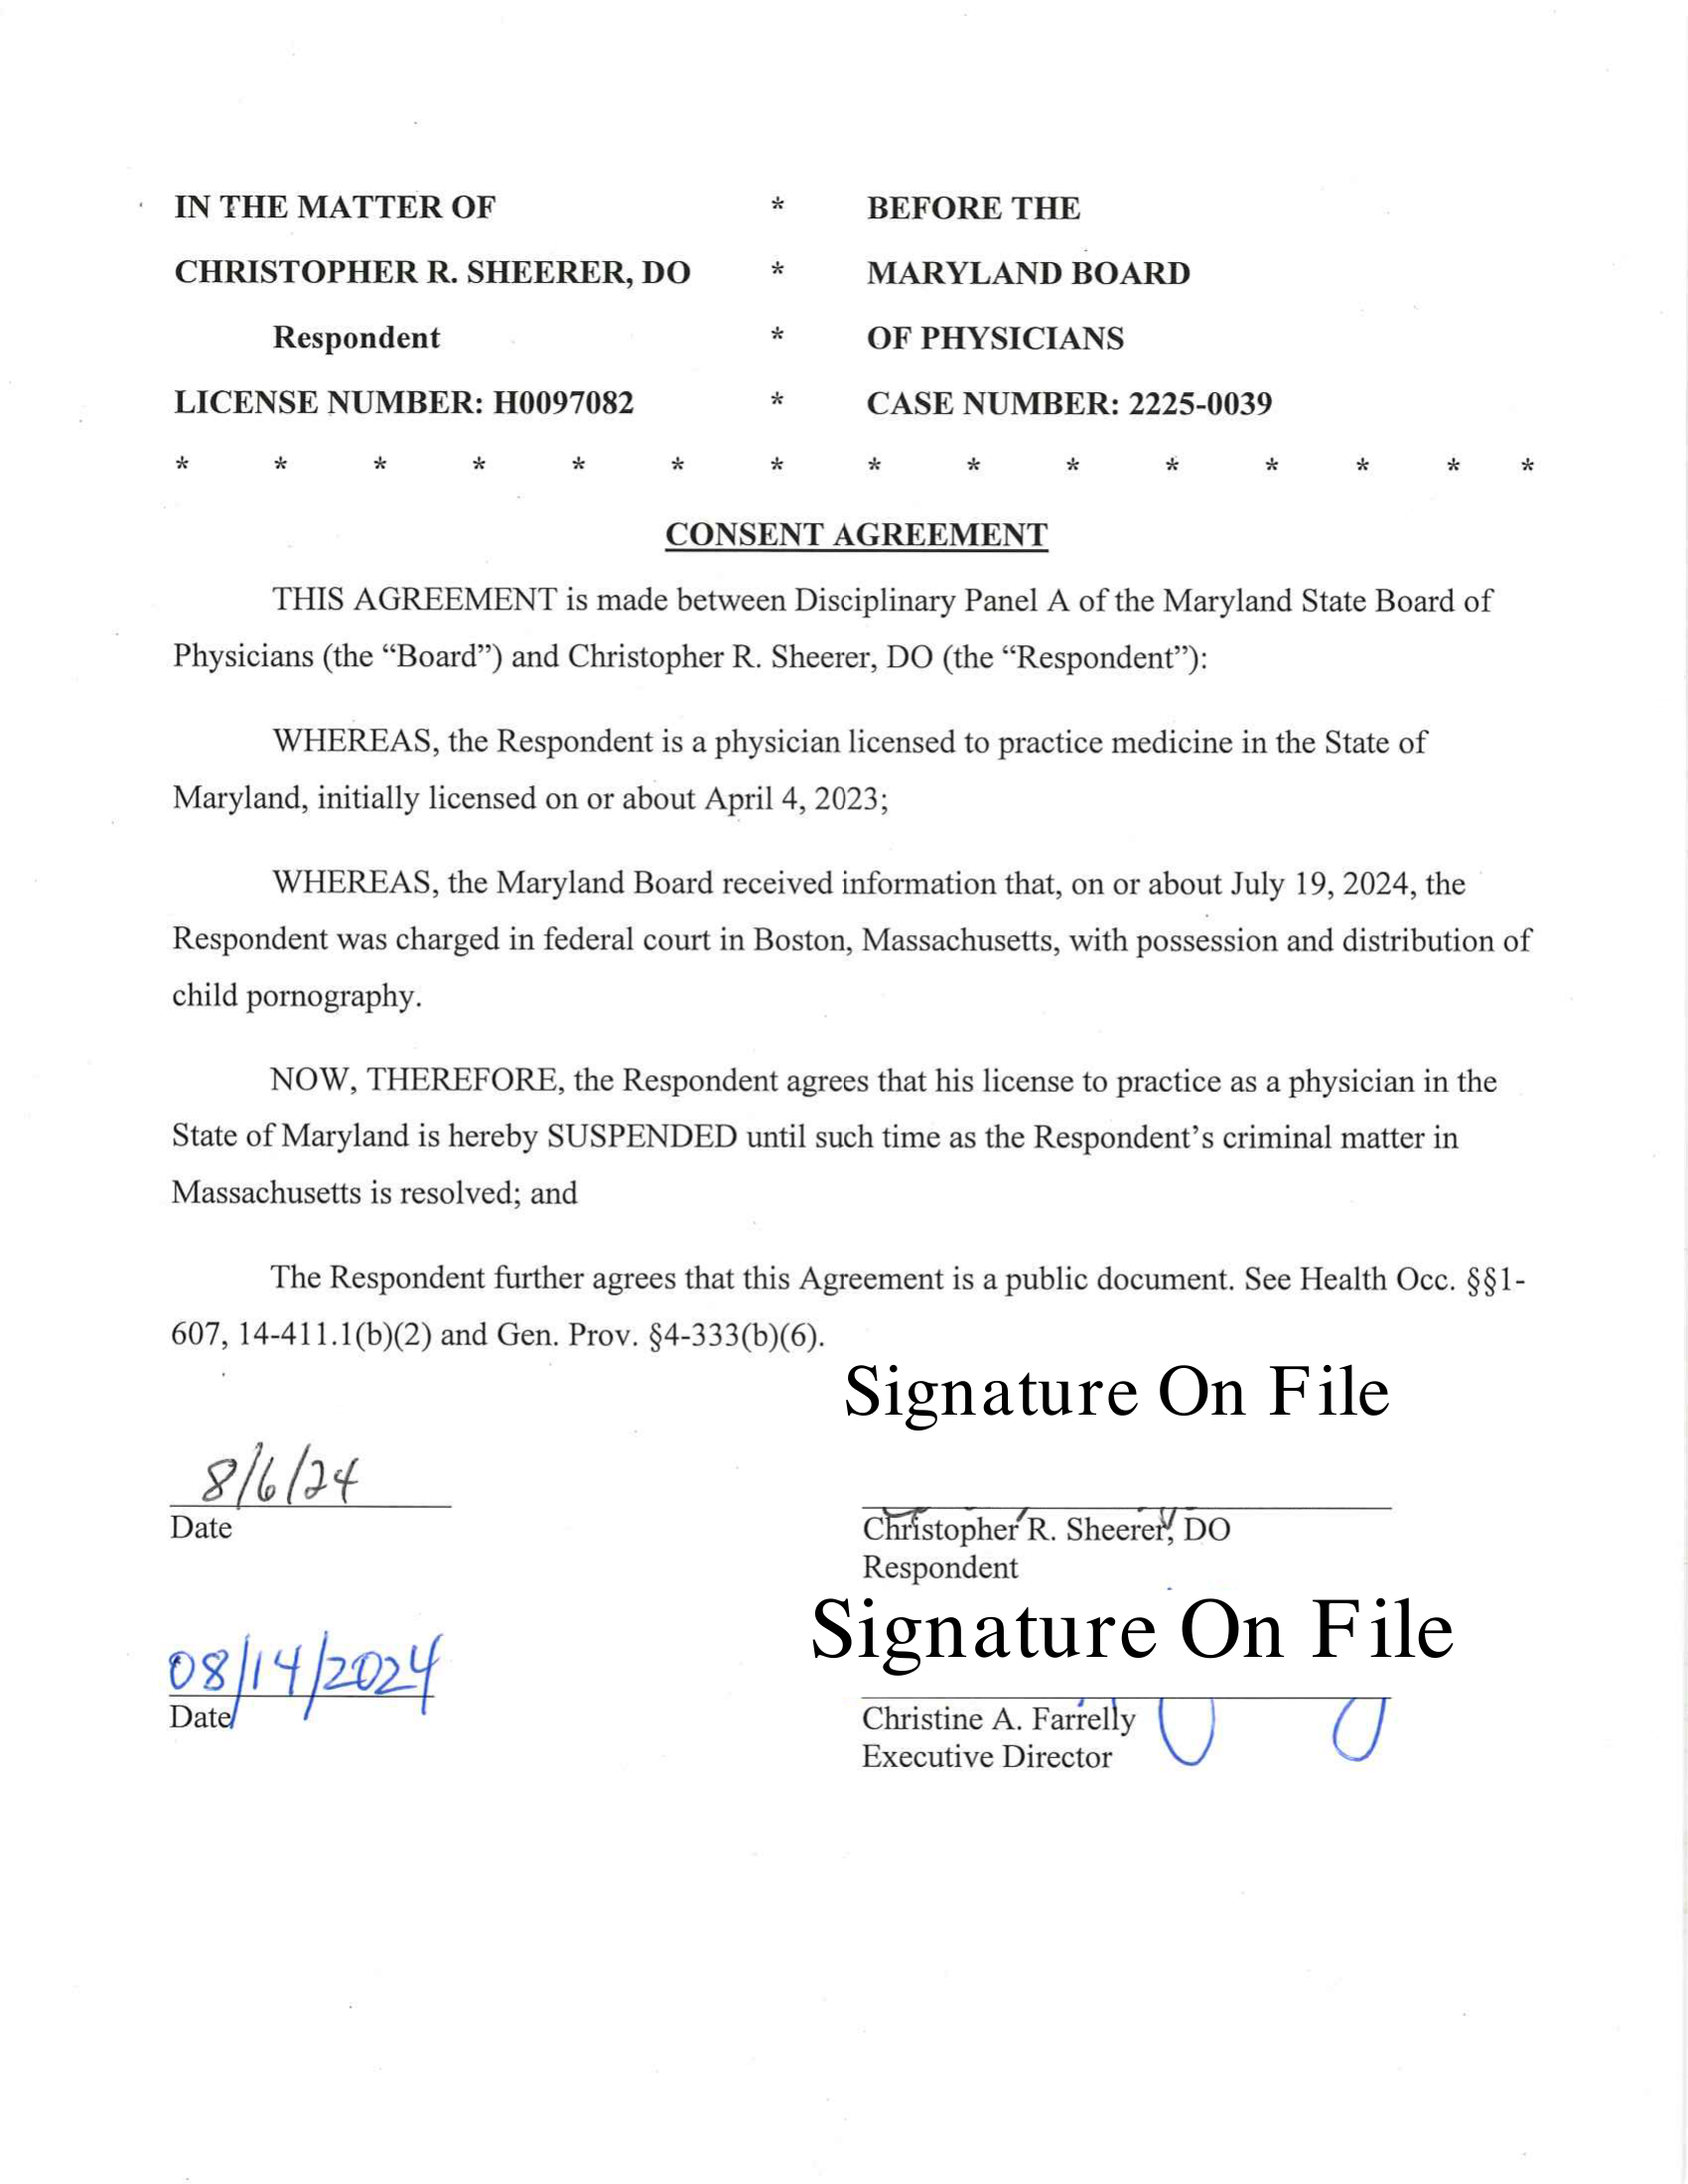 IN THE MATTER OF * BEFORE THE
CHRISTOPHER R. SHEERER, DO * MARYLAND BOARD
Respondent * OF PHYSICIANS
LICENSE NUMBER: H0097082 * CASE NUMBER: 2225-0039
* * * * * * * * * * * * * * *
CONSENT AGREEMENT
THIS AGREEMENT is made between Disciplinary Panel A of the Maryland State Board of
Physicians (the “Board”) and Christopher R. Sheerer, DO (the “Respondent”):
WHEREAS, the Respondent is a physician licensed to practice medicine in the State of
Maryland, initially licensed on or about April 4, 2023;
WHEREAS, the Maryland Board received information that, on or about July 19, 2024, the
Respondent was charged in federal court in Boston, Massachusetts, with possession and distribution of
child pornography.
NOW, THEREFORE, the Respondent agrees that his license to practice as a physician in the
State of Maryland is hereby SUSPENDED until such time as the Respondent’s criminal matter in
Massachusetts is resolved; and
The Respondent further agrees that this Agreement is a public document. See Health Occ. §§1-
607, 14-411.1(b)(2) and Gen. Prov. §4-333(b)(6).
Signature On File
8/6/24
Date
Christopher R. Sheerer, DO
Respondent
Signature On File
08/14/2024
Date
Christine A. Farrelly
Executive Director